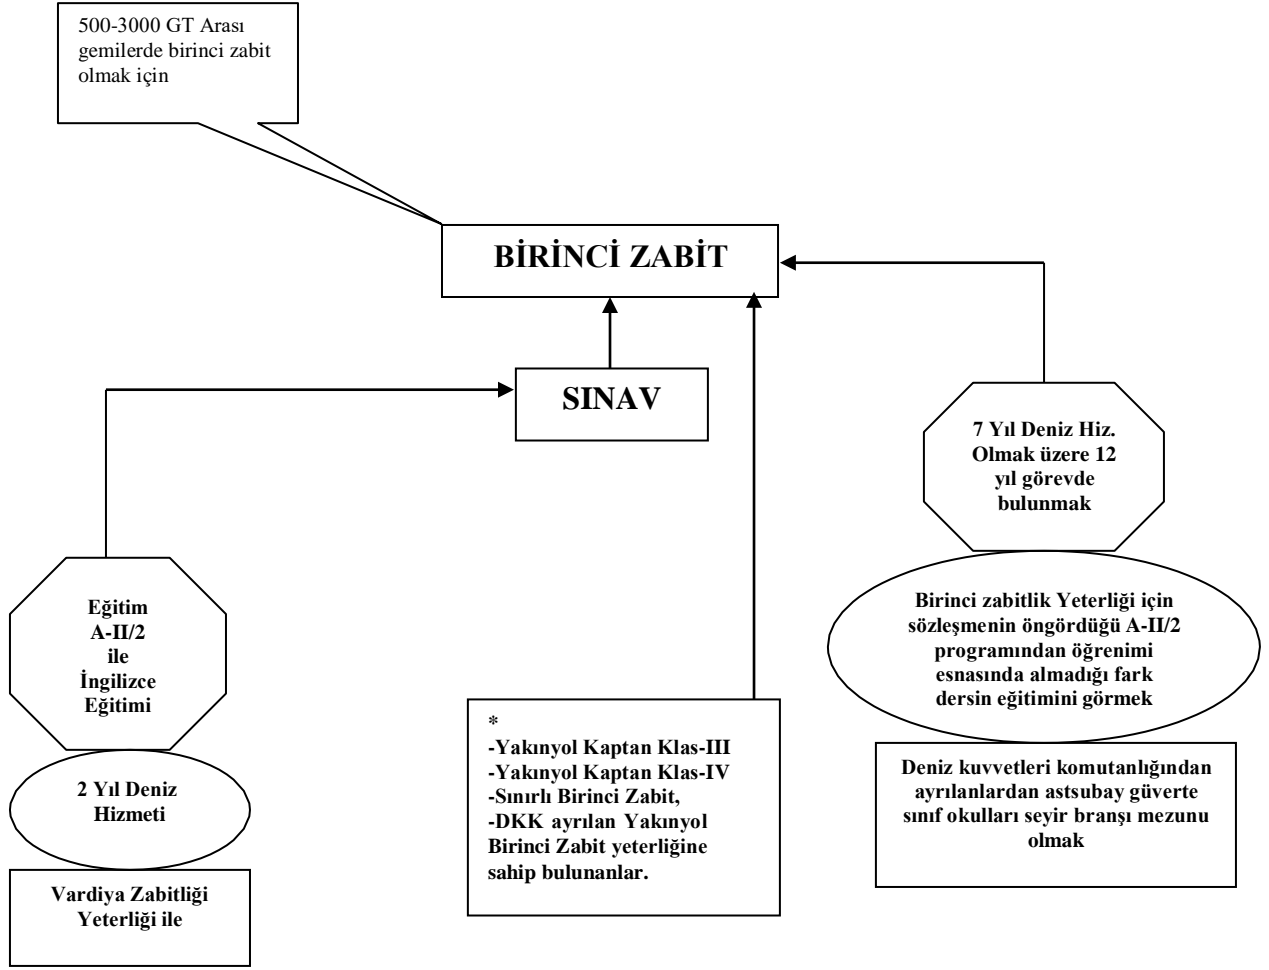 500-3000 GT Arası
gemilerde birinci zabit
olmak için
BİRİNCİ ZABİT
SINAV
7 Yıl Deniz Hiz.
Olmak üzere 12
yıl görevde
bulunmak
Eğitim
A-II/2
ile
İngilizce
Eğitimi
Birinci zabitlik Yeterliği için
sözleşmenin öngördüğü A-II/2
programından öğrenimi
esnasında almadığı fark
dersin eğitimini görmek
*
-Yakınyol Kaptan Klas-III
-Yakınyol Kaptan Klas-IV
-Sınırlı Birinci Zabit,
-DKK ayrılan Yakınyol
Birinci Zabit yeterliğine
sahip bulunanlar.
Deniz kuvvetleri komutanlığından
ayrılanlardan astsubay güverte
sınıf okulları seyir branşı mezunu
olmak
2 Yıl Deniz
Hizmeti
Vardiya Zabitliği
Yeterliği ile